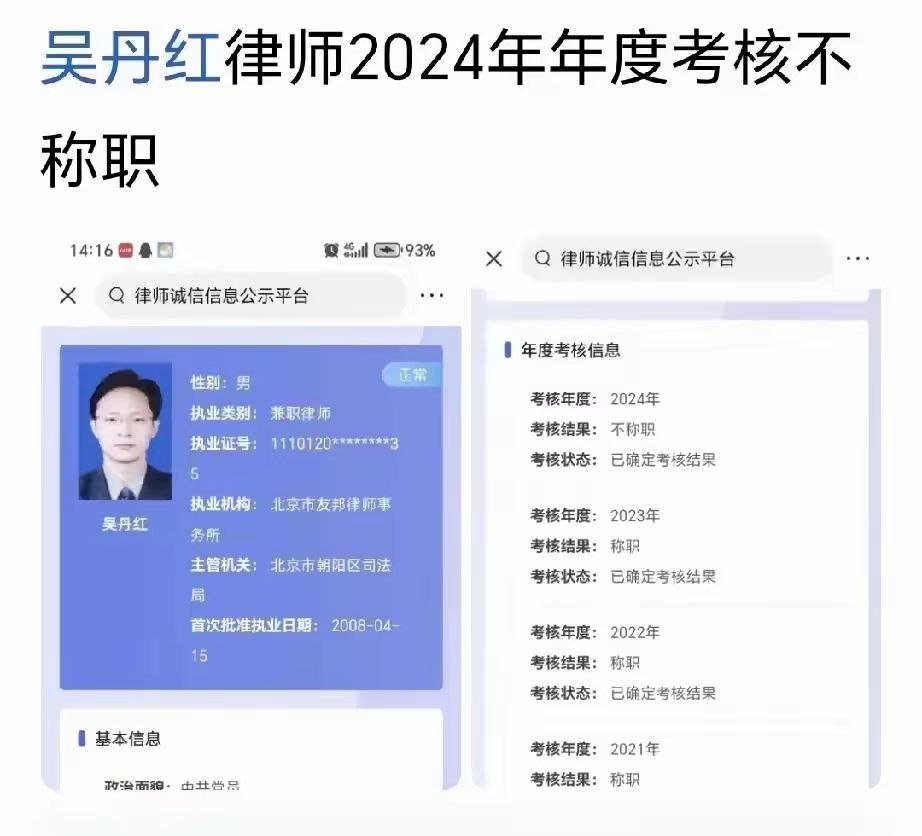 吴丹红律师2024年年度考核不
称职
14:16
4G
93%
律师诚信信息公示平台
正常
性别： 男
执业类别： 兼职律师
执业证号： 1110120********3
5
执业机构： 北京市友邦律师事
务所
主管机关： 北京市朝阳区司法
局
首次批准执业日期： 2008-04-
15
吴丹红
基本信息
政治面貌： 中共党员
律师诚信信息公示平台
年度考核信息
考核年度： 2024年
考核结果： 不称职
考核状态： 已确定考核结果
考核年度： 2023年
考核结果： 称职
考核状态： 已确定考核结果
考核年度： 2022年
考核结果： 称职
考核状态： 已确定考核结果
考核年度： 2021年
考核结果： 称职